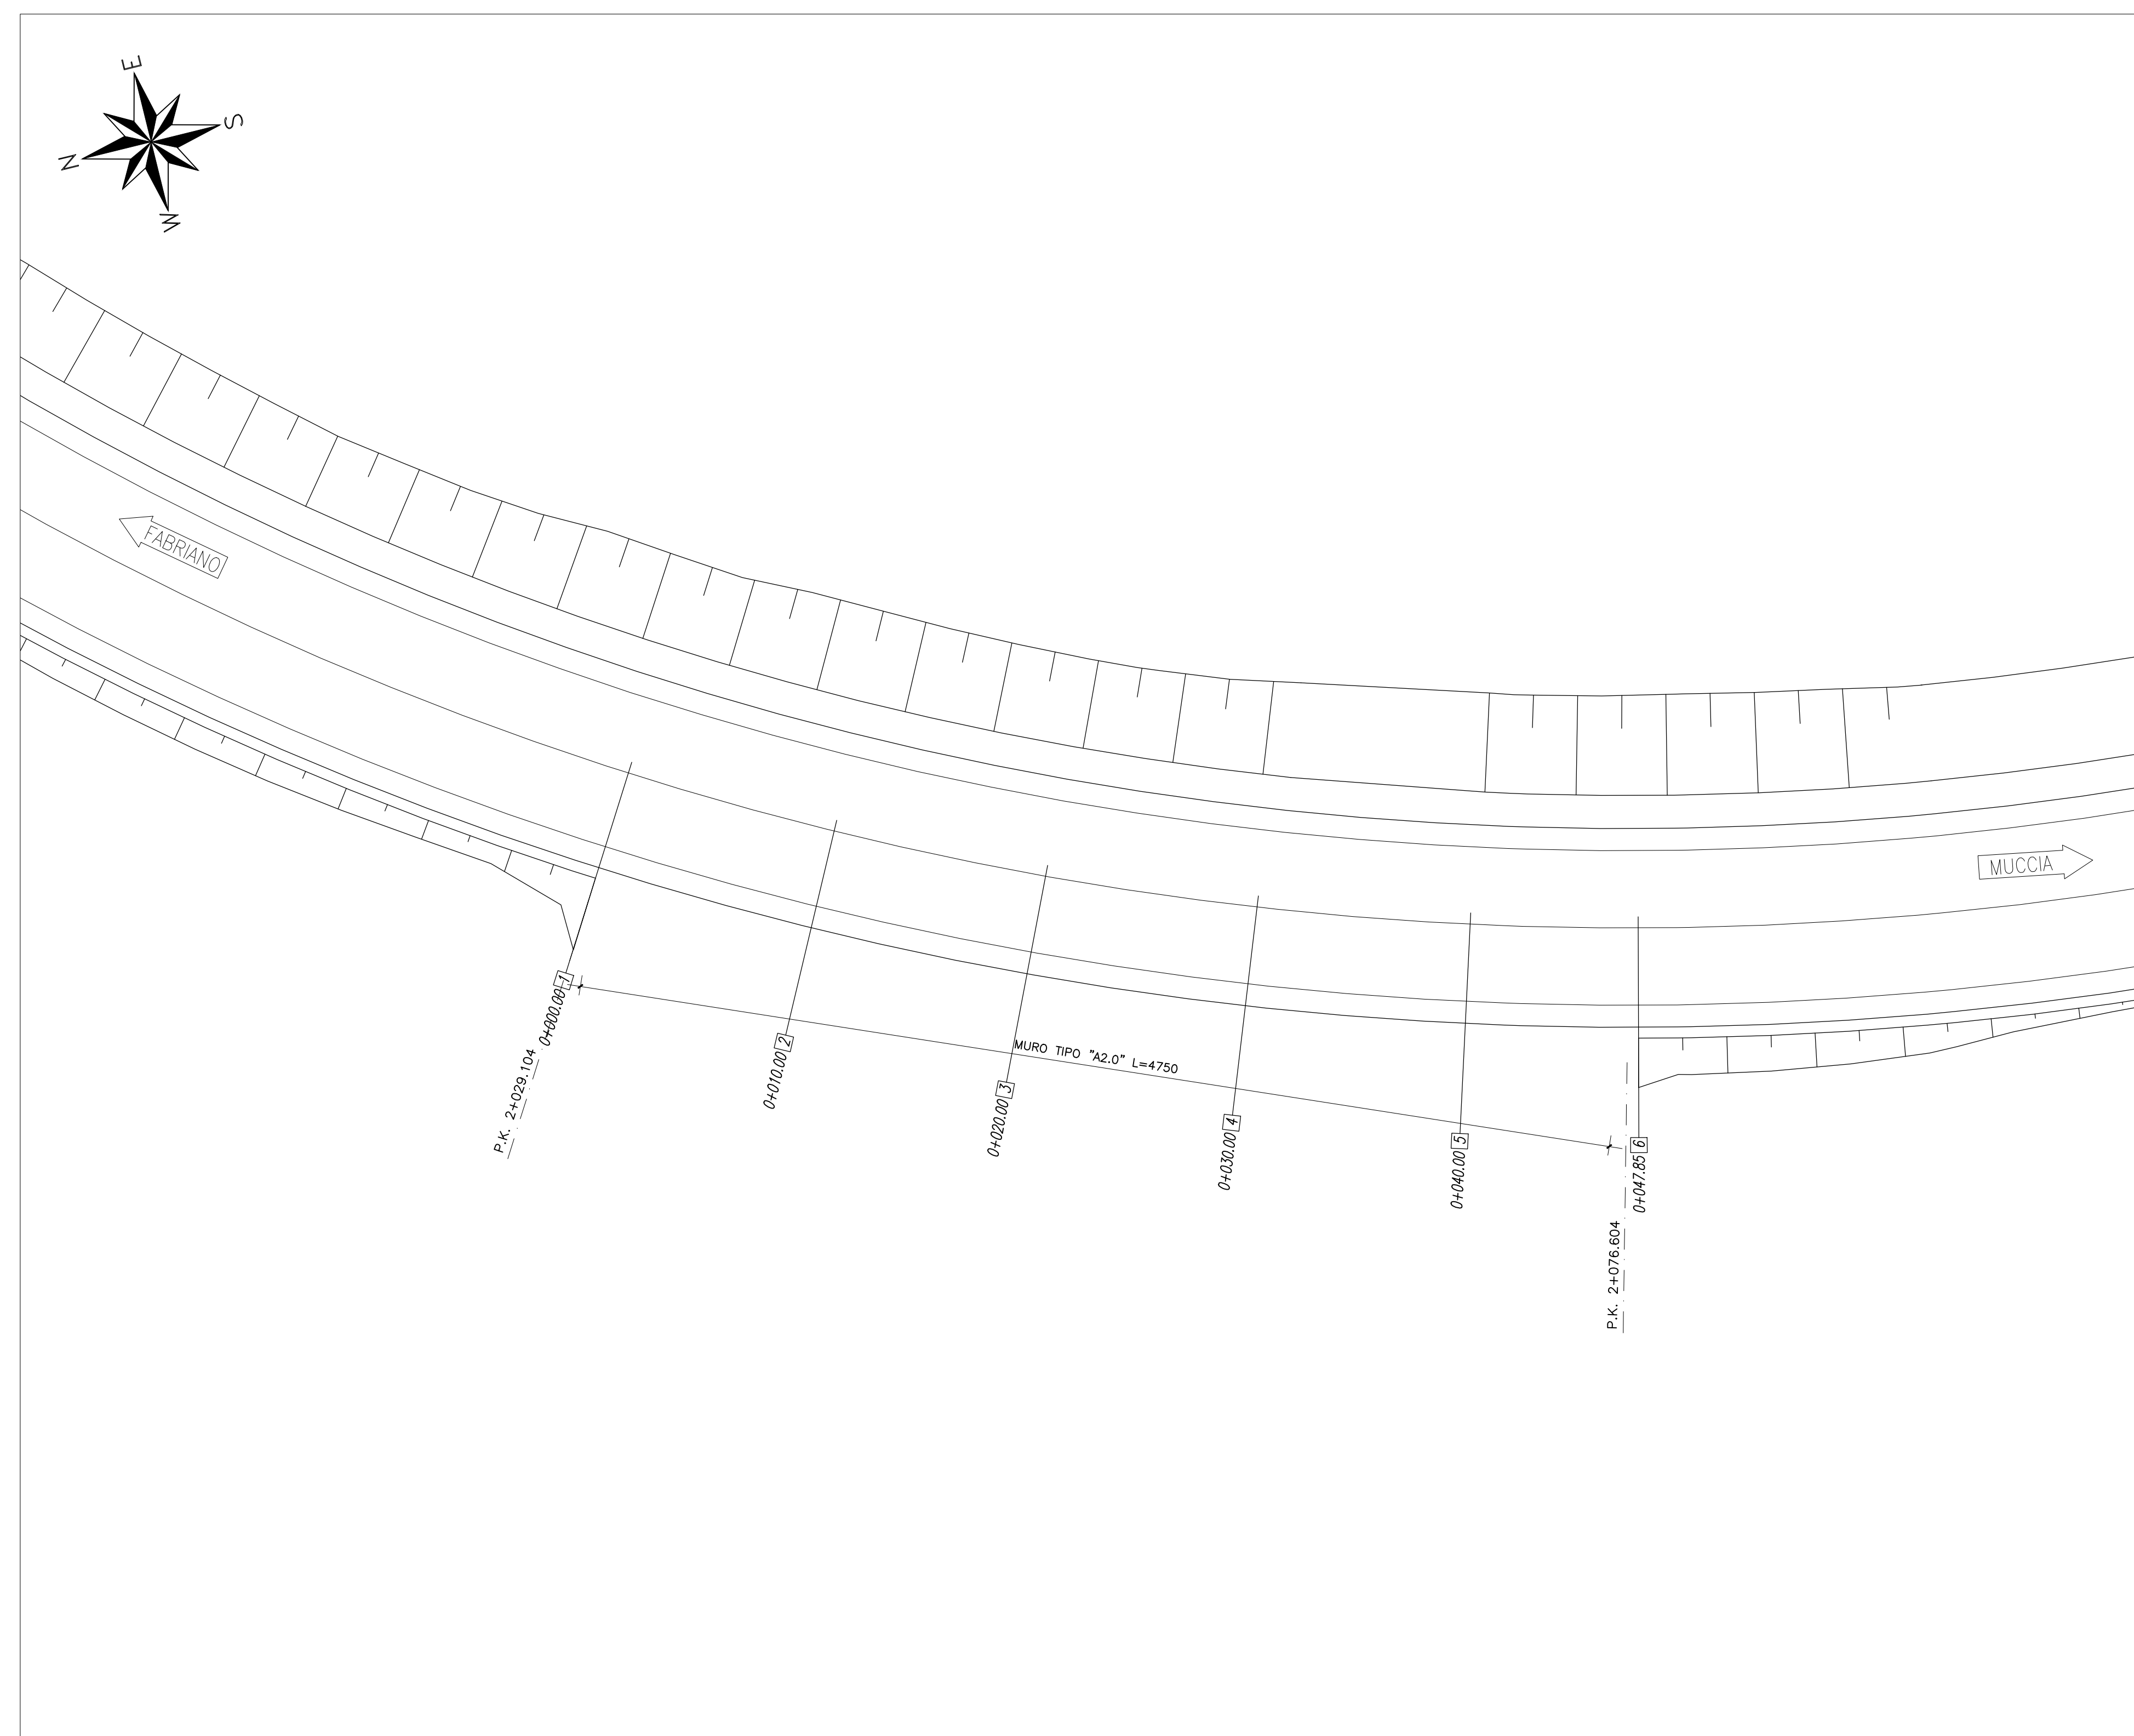 E
S
N
W
FABRIANO
MUCCIA
1
0+000.00
P.K. 2+029.104
2
0+010.00
MURO TIPO "A2.0" L=4750
3
0+020.00
4
0+030.00
5
0+040.00
6
0+047.85
P.K. 2+076.604